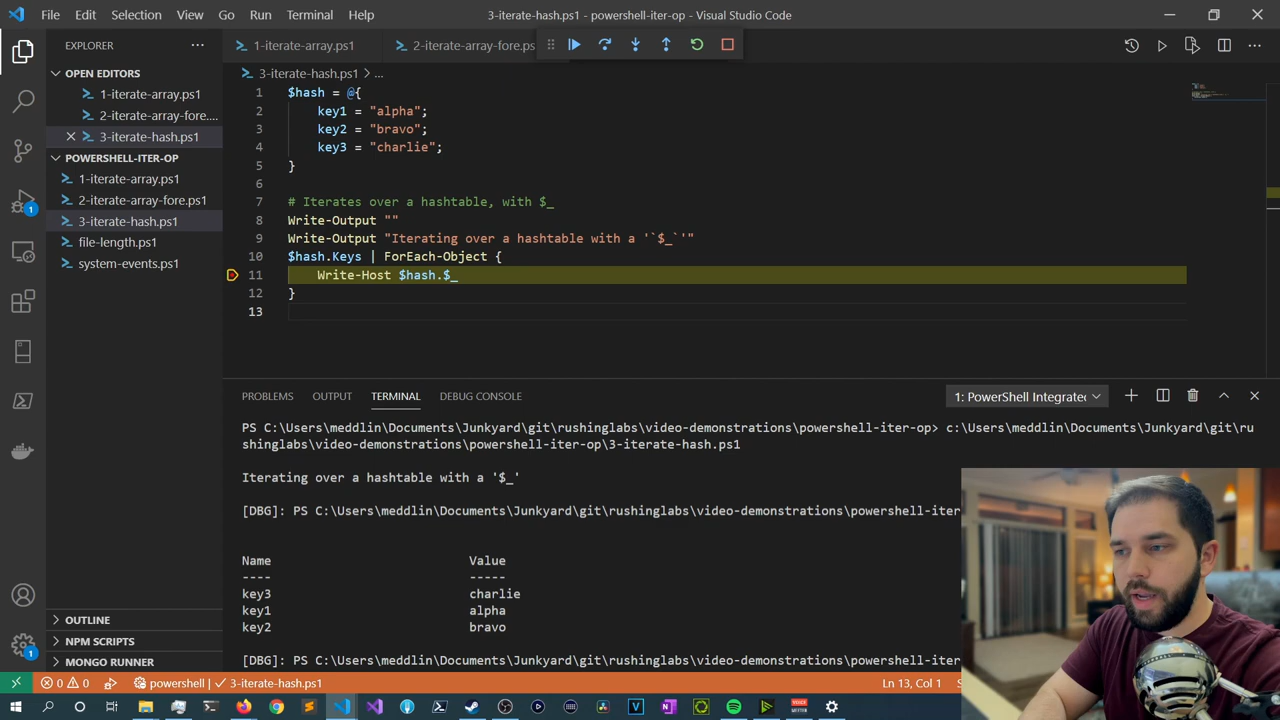 File Edit Selection View Go Run Terminal Help 3-iterate-hash.ps1 - powershell-iter-op - Visual Studio Code
EXPLORER
1-iterate-array.ps1 2-iterate-array-fore.ps
OPEN EDITORS
1-iterate-array.ps1
2-iterate-array-fore....
3-iterate-hash.ps1
POWERSHELL-ITER-OP
1-iterate-array.ps1
2-iterate-array-fore.ps1
3-iterate-hash.ps1
file-length.ps1
system-events.ps1
1
1
OUTLINE
NPM SCRIPTS
MONGO RUNNER
3-iterate-hash.ps1 > ...
1 $hash = @{
2 key1 = "alpha";
3 key2 = "bravo";
4 key3 = "charlie";
5 }
6
7 # Iterates over a hashtable, with $_
8 Write-Output ""
9 Write-Output "Iterating over a hashtable with a '`$_`'"
10 $hash.Keys | ForEach-Object {
11 Write-Host $hash.$_
12 }
13
PROBLEMS OUTPUT TERMINAL DEBUG CONSOLE 1: PowerShell Integrated
PS C:\Users\meddlin\Documents\Junkyard\git\rushinglabs\video-demonstrations\powershell-iter-op> c:\Users\meddlin\Documents\Junkyard\git\ru
shinglabs\video-demonstrations\powershell-iter-op\3-iterate-hash.ps1
Iterating over a hashtable with a '$_'
[DBG]: PS C:\Users\meddlin\Documents\Junkyard\git\rushinglabs\video-demonstrations\powershell-iter
Name Value
---- -----
key3 charlie
key1 alpha
key2 bravo
[DBG]: PS C:\Users\meddlin\Documents\Junkyard\git\rushinglabs\video-demonstrations\powershell-iter
0 0 powershell | 3-iterate-hash.ps1 Ln 13, Col 1